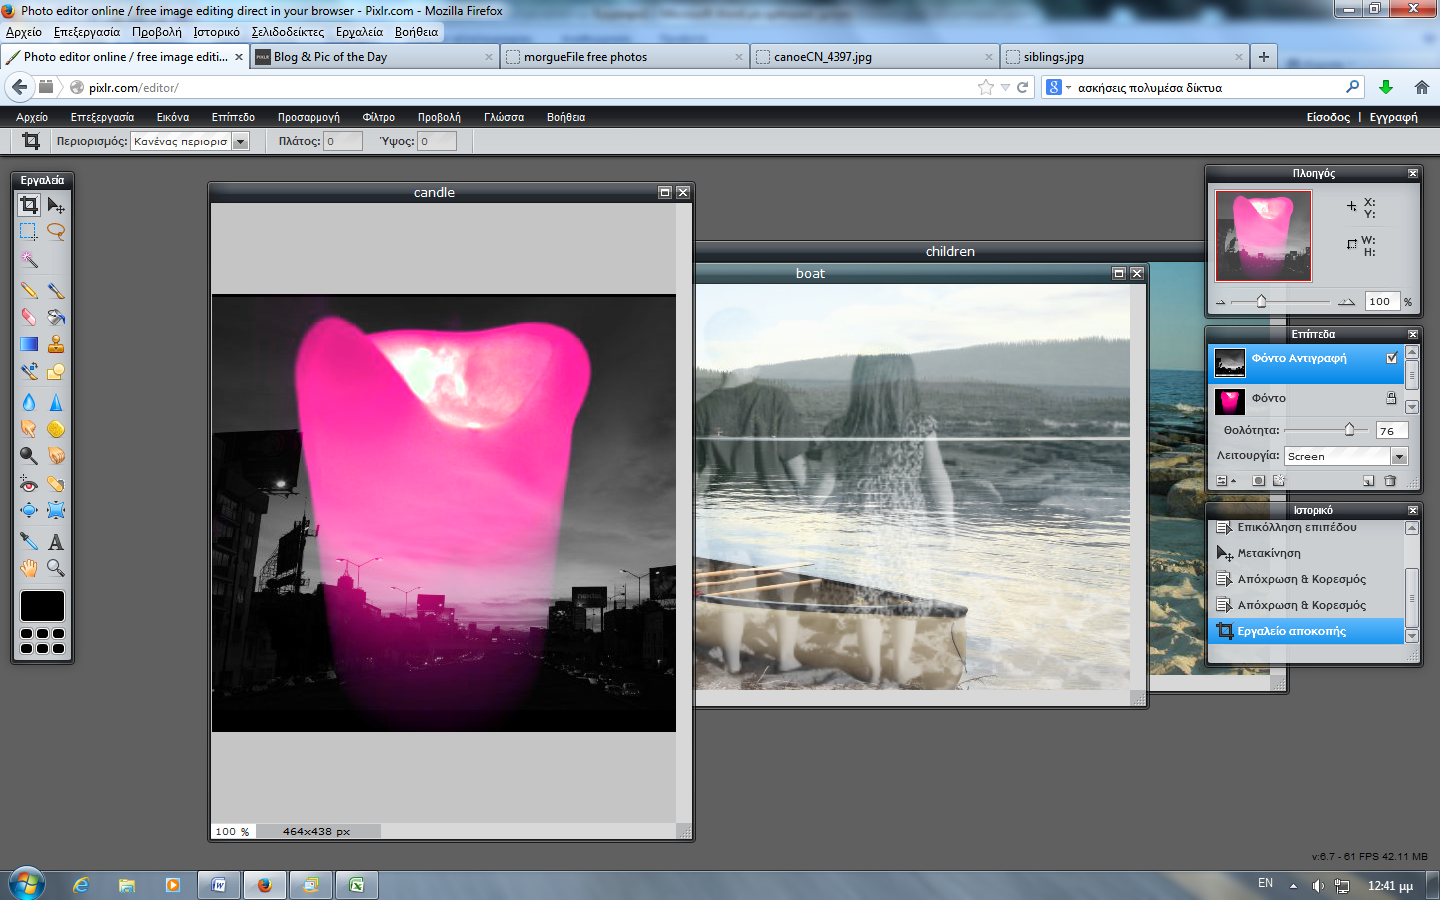 Photo editor online / free image editing direct in your browser - Pixlr.com - Mozilla Firefox
Αρχείο Επεξεργασία Προβολή Ιστορικό Σελιδοδείκτες Εργαλεία Βοήθεια
Photo editor online / free image editi...
Blog & Pic of the Day
morgueFile free photos
canoeCN_4397.jpg
siblings.jpg
pixlr.com/editor/
ασκήσεις πολυμέσα δίκτυα
Αρχείο Επεξεργασία Εικόνα Επίπεδο Προσαρμογή Φίλτρο Προβολή Γλώσσα Βοήθεια
Είσοδος | Εγγραφή
Περιορισμός: Κανένας περιορισ Πλάτος: 0 Ύψος: 0
Εργαλεία
candle
children
boat
100 % 464x438 px
Πλοηγός
X:
Y:
W:
H:
100 %
Επίπεδα
Φόντο Αντιγραφή
Φόντο
Θολότητα: 76
Λειτουργία: Screen
Ιστορικό
Επικόλληση επιπέδου
Μετακίνηση
Απόχρωση & Κορεσμός
Απόχρωση & Κορεσμός
Εργαλείο αποκοπής
v:6.7 - 61 FPS 42.11 MB
EN
12:41 μμ